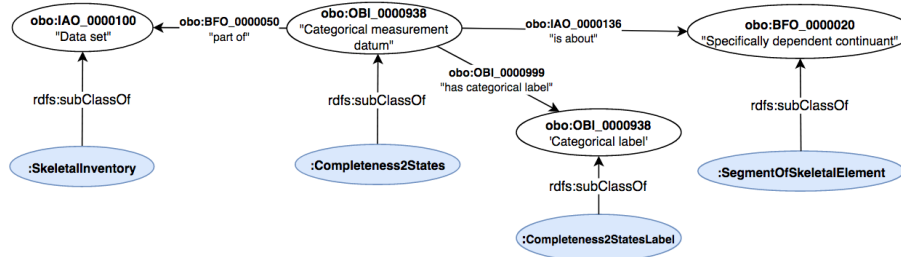 obo:IAO_0000100
"Data set"
obo:BFO_0000050
"part of"
obo:OBI_0000938
"Categorical measurement
datum"
obo:IAO_0000136
"is about"
obo:BFO_0000020
"Specifically dependent continuant"
obo:OBI_0000999
"has categorical label"
rdfs:subClassOf
rdfs:subClassOf
rdfs:subClassOf
obo:OBI_0000938
'Categorical label'
:SkeletalInventory
:Completeness2States
:SegmentOfSkeletalElement
rdfs:subClassOf
:Completeness2StatesLabel